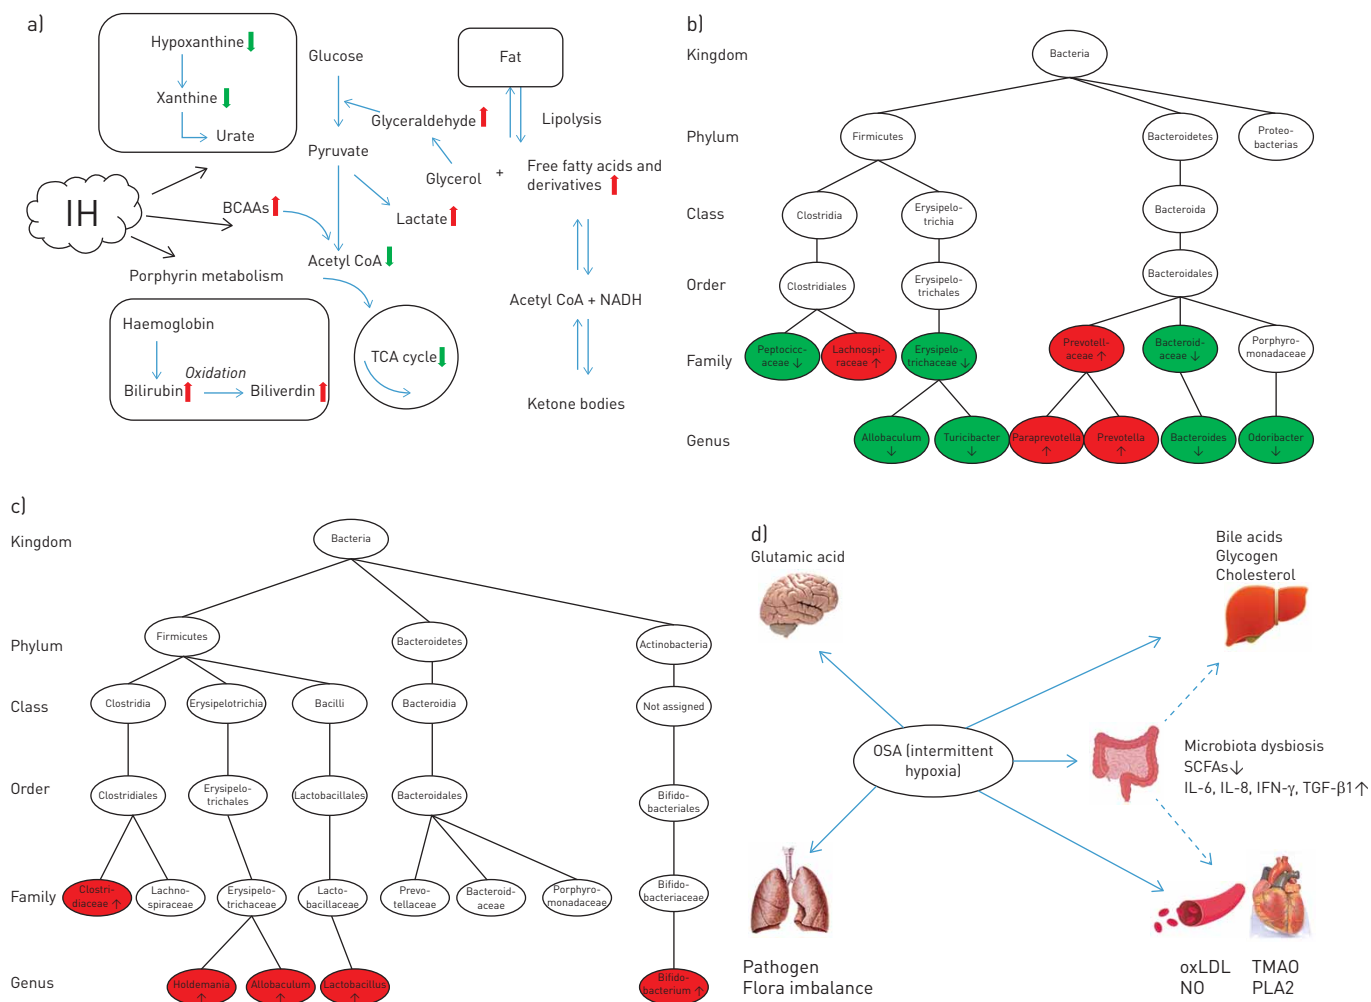 a)
Hypoxanthine
Xanthine
Urate
Glucose
Pyruvate
Glyceraldehyde
Glycerol
+
Fat
Lipolysis
Free fatty acids and
derivatives
IH
BCAAs
Lactate
Acetyl CoA
Porphyrin metabolism
TCA cycle
Acetyl CoA + NADH
Ketone bodies
Haemoglobin
Oxidation
Bilirubin
Biliverdin
b)
Kingdom
Bacteria
Phylum
Firmicutes
Bacteroidetes
Proteo-
bacterias
Class
Clostridia
Erysipelo-
trichia
Bacteroida
Order
Clostridiales
Erysipelo-
trichales
Bacteroidales
Family
Peptocicc-
aceae ↓
Lachnospi-
raceae ↑
Erysipelo-
trichaceae ↓
Prevotell-
aceae ↑
Bacteroid-
aceae ↓
Porphyro-
monadaceae
Genus
Allobaculum
↓
Turicibacter
↓
Paraprevotella
↑
Prevotella
↑
Bacteroides
↓
Odoribacter
↓
c)
Kingdom
Bacteria
Phylum
Firmicutes
Bacteroidetes
Actinobacteria
Class
Clostridia
Erysipelotrichia
Bacilli
Bacteroidia
Not assigned
Order
Clostridiales
Erysipelo-
trichales
Lactobacillales
Bacteroidales
Bifido-
bacteriales
Family
Clostri-
diaceae ↑
Lachno-
spiraceae
Erysipelo-
trichaceae
Lacto-
bacillaceae
Prevo-
tellaceae
Bacteroid-
aceae
Porphyro-
monadaceae
Bifido-
bacteriaceae
Genus
Holdemania
↑
Allobaculum
↑
Lactobacillus
↑
Bifido-
bacterium ↑
d)
Glutamic acid
Bile acids
Glycogen
Cholesterol
OSA (intermittent
hypoxia)
Microbiota dysbiosis
SCFAs↓
IL-6, IL-8, IFN-γ, TGF-β1↑
Pathogen
Flora imbalance
oxLDL
NO
TMAO
PLA2